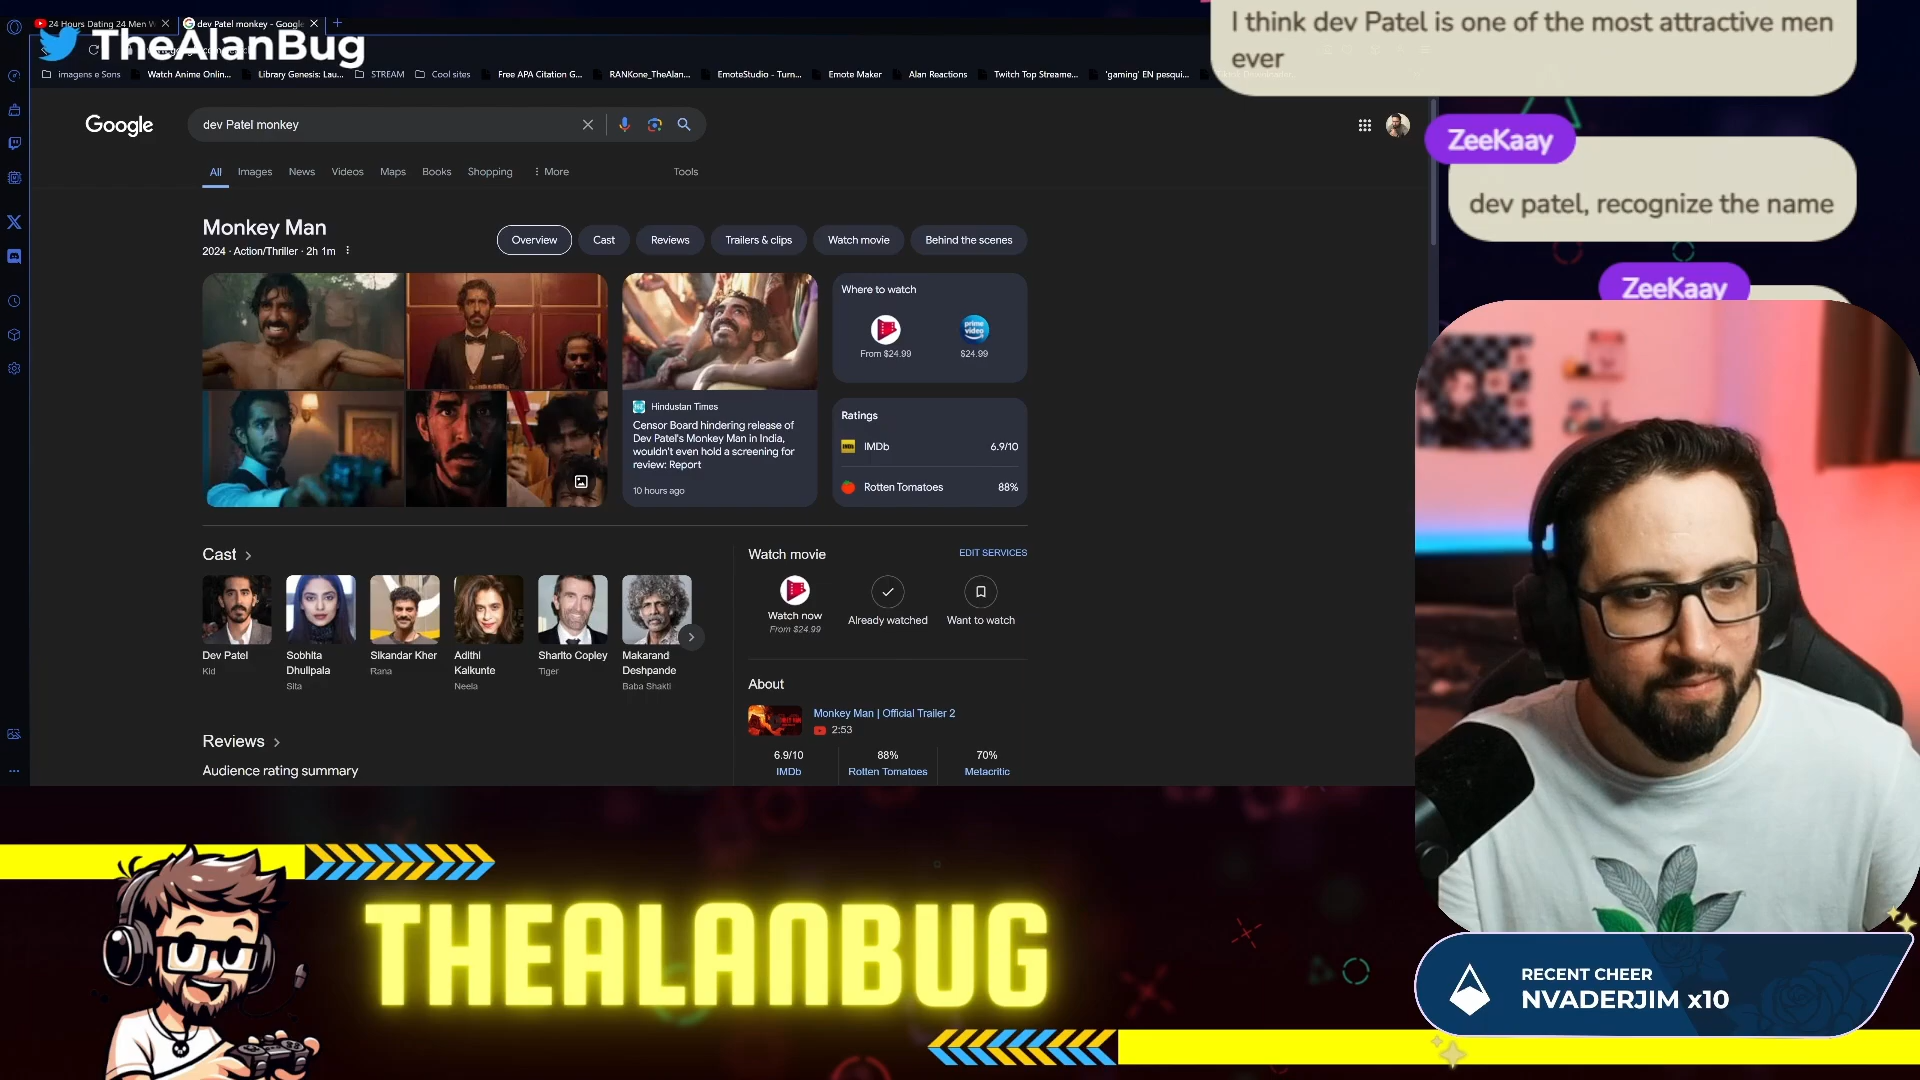 24 Hours Dating 24 Men
dev Patel monkey - Google
TheAlanBug
imagens e Sons
Watch Anime Online...
Library Genesis: Lau...
STREAM
Cool sites
Free APA Citation G...
RANKone_TheAlan...
EmoteStudio - Turn...
Emote Maker
Alan Reactions
Twitch Top Streame...
'gaming' EN pesqui...
I think dev Patel is one of the most attractive men
ever
ZeeKaay
dev patel, recognize the name
ZeeKaay
Google
dev Patel monkey
All
Images
News
Videos
Maps
Books
Shopping
More
Tools
Monkey Man
2024 · Action/Thriller · 2h 1m
Overview
Cast
Reviews
Trailers & clips
Watch movie
Behind the scenes
Hindustan Times
Censor Board hindering release of
Dev Patel's Monkey Man in India,
wouldn't even hold a screening for
review: Report
10 hours ago
Where to watch
prime
video
From $24.99
$24.99
Ratings
IMDb
6.9/10
Rotten Tomatoes
88%
Cast
Dev Patel
Kid
Sobhita
Dhulipala
Sita
Sikandar Kher
Rana
Adithi
Kalkunte
Neela
Sharlto Copley
Tiger
Makarand
Deshpande
Baba Shakti
Watch movie
EDIT SERVICES
Watch now
From $24.99
Already watched
Want to watch
About
Monkey Man | Official Trailer 2
2:53
6.9/10
IMDb
88%
Rotten Tomatoes
70%
Metacritic
Reviews
Audience rating summary
THEALANBUG
RECENT CHEER
NVADERJIM x10